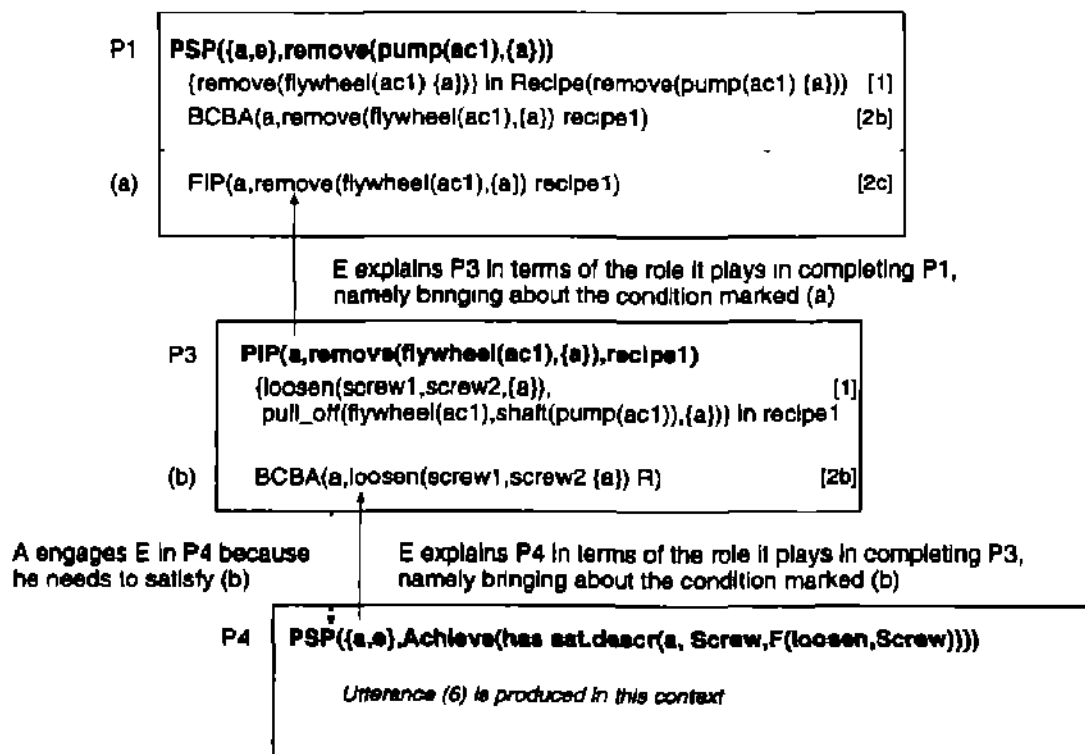 P1 PSP({a,e},remove(pump(ac1),{a}))
{remove(flywheel(ac1) {a})} in Recipe(remove(pump(ac1) {a})) [1]
BCBA(a,remove(flywheel(ac1),{a}) recipe1) [2b]
(a) FIP(a,remove(flywheel(ac1),{a}) recipe1) [2c]
E explains P3 in terms of the role it plays in completing P1,
namely bringing about the condition marked (a)
P3 PIP(a,remove(flywheel(ac1),{a}),recipe1)
{loosen(screw1,screw2,{a}), [1]
pull_off(flywheel(ac1),shaft(pump(ac1)),{a})} in recipe1
(b) BCBA(a,loosen(screw1,screw2 {a}) R) [2b]
A engages E in P4 because
he needs to satisfy (b)
E explains P4 in terms of the role it plays in completing P3,
namely bringing about the condition marked (b)
P4 PSP({a,e},Achieve(has sat.descr(a, Screw,F(loosen,Screw))))
Utterance (6) is produced in this context